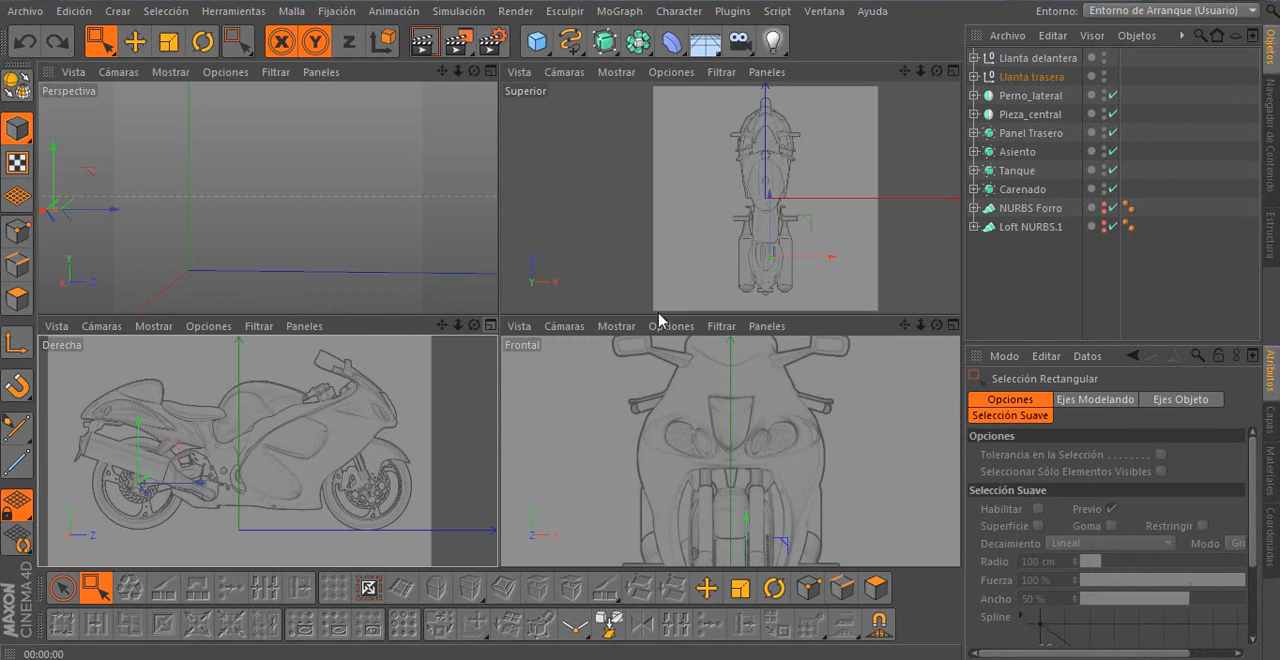 Archivo Editar Crear Selección Herramientas Malla Fijación Animación Simulación Render Esculpir MoGraph Character Plugins Script Ventana Ayuda Entorno: Entorno de Arranque (Usuario)
Archivo Editar Visor Objetos
Vista Cámaras Mostrar Opciones Filtrar Paneles
Perspectiva
Vista Cámaras Mostrar Opciones Filtrar Paneles
Superior
Llanta delantera
Llanta trasera
Perno_lateral
Pieza_central
Panel Trasero
Asiento
Tanque
Carenado
NURBS Forro
Loft NURBS.1
Objetos
Navegador de Contenido
Estructura
Vista Cámaras Mostrar Opciones Filtrar Paneles
Derecha
Vista Cámaras Mostrar Opciones Filtrar Paneles
Frontal
Modo Editar Datos
Selección Rectangular
Opciones Ejes Modelando Ejes Objeto
Selección Suave
Opciones
Tolerancia en la Selección
Seleccionar Sólo Elementos Visibles
Selección Suave
Habilitar Previo
Superficie Goma Restringir
Decaimiento Lineal Modo Gri
Radio 100 cm
Fuerza 100 %
Ancho 50 %
Spline
Atributos
Capas
Materiales
Coordenadas
MAXON
CINEMA4D
00:00:00